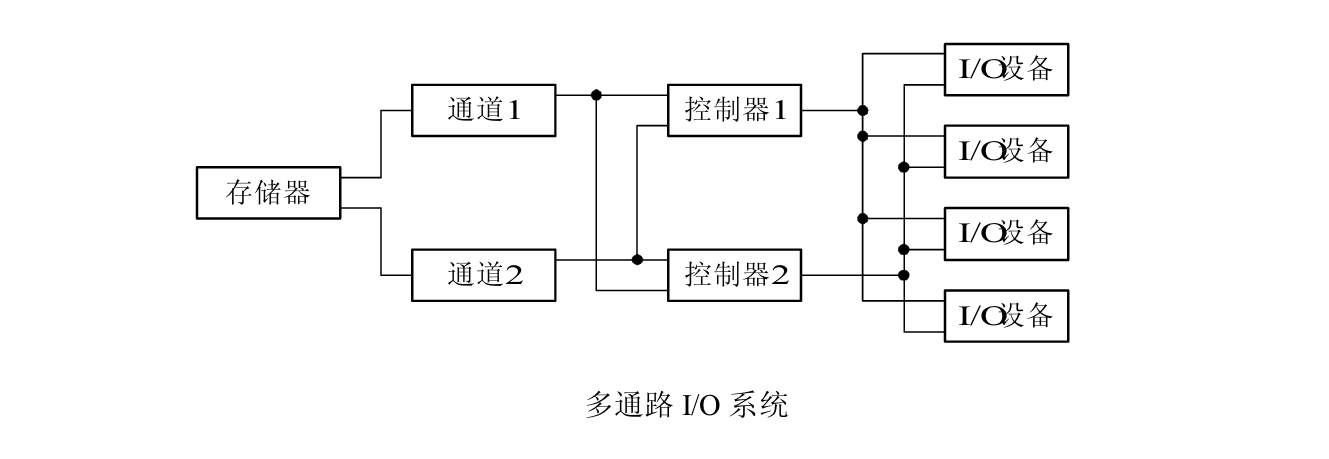 I/O设备
通道1
控制器1
I/O设备
存储器
I/O设备
通道2
控制器2
I/O设备
多通路 I/O 系统